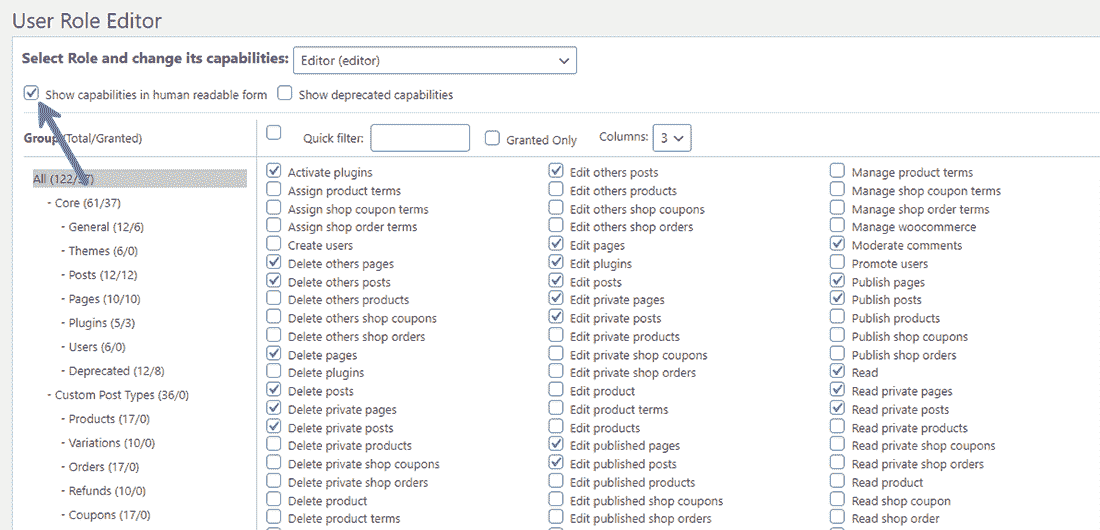 User Role Editor
Select Role and change its capabilities: Editor (editor)
Show capabilities in human readable form Show deprecated capabilities
Group (Total/Granted)
Quick filter: Granted Only Columns: 3
All (122/37)
- Core (61/37)
- General (12/6)
- Themes (6/0)
- Posts (12/12)
- Pages (10/10)
- Plugins (5/3)
- Users (6/0)
- Deprecated (12/8)
- Custom Post Types (36/0)
- Products (17/0)
- Variations (10/0)
- Orders (17/0)
- Refunds (10/0)
- Coupons (17/0)
Activate plugins
Assign product terms
Assign shop coupon terms
Assign shop order terms
Create users
Delete others pages
Delete others posts
Delete others products
Delete others shop coupons
Delete others shop orders
Delete pages
Delete plugins
Delete posts
Delete private pages
Delete private posts
Delete private products
Delete private shop coupons
Delete private shop orders
Delete product
Delete product terms
Edit others posts
Edit others products
Edit others shop coupons
Edit others shop orders
Edit pages
Edit plugins
Edit posts
Edit private pages
Edit private posts
Edit private products
Edit private shop coupons
Edit private shop orders
Edit product
Edit product terms
Edit products
Edit published pages
Edit published posts
Edit published products
Edit published shop coupons
Edit published shop orders
Manage product terms
Manage shop coupon terms
Manage shop order terms
Manage woocommerce
Moderate comments
Promote users
Publish pages
Publish posts
Publish products
Publish shop coupons
Publish shop orders
Read
Read private pages
Read private posts
Read private products
Read private shop coupons
Read private shop orders
Read product
Read shop coupon
Read shop order